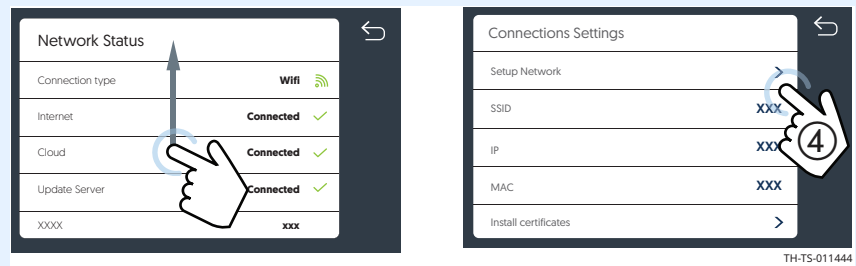 Network Status
Connection type Wifi
Internet Connected
Cloud Connected
Update Server Connected
XXXX xxx
Connections Settings
Setup Network
SSID XXX
IP XXX
MAC XXX
Install certificates
4
TH-TS-011444